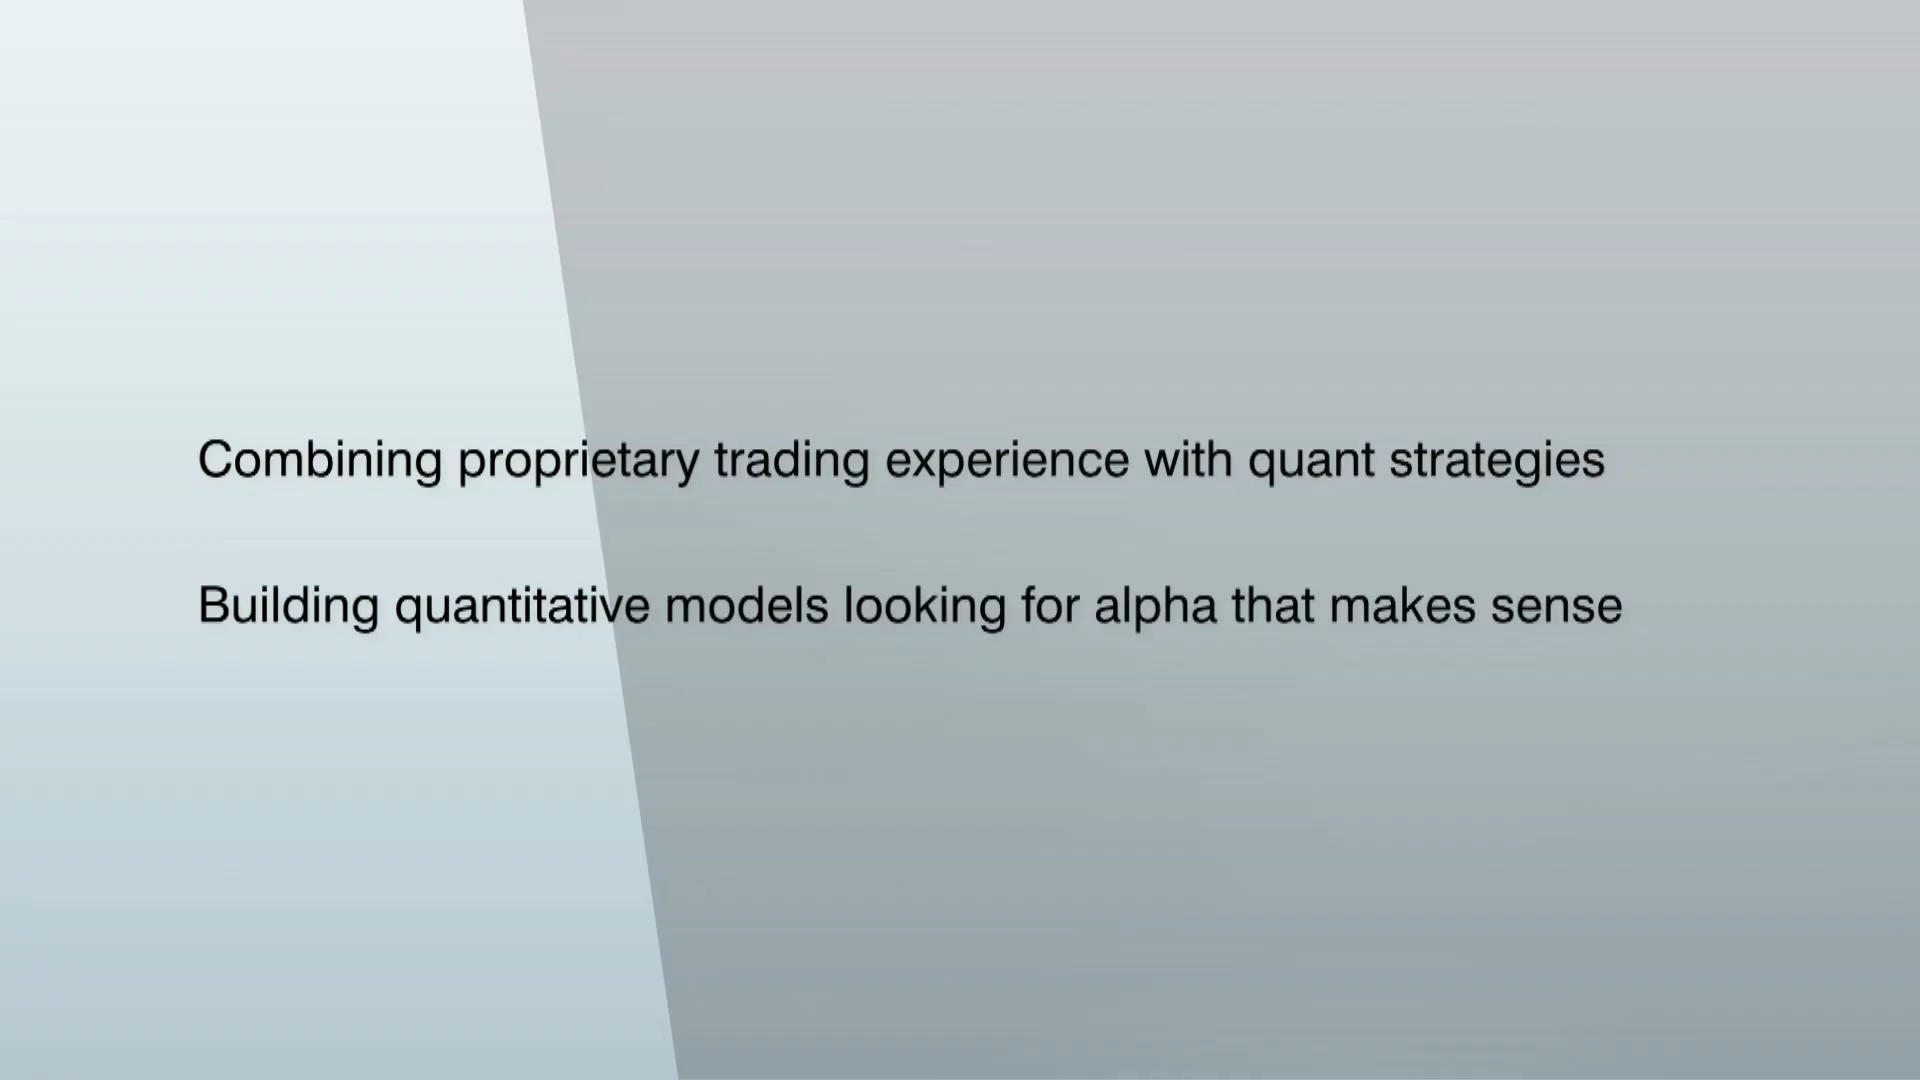 Combining proprietary trading experience with quant strategies
Building quantitative models looking for alpha that makes sense